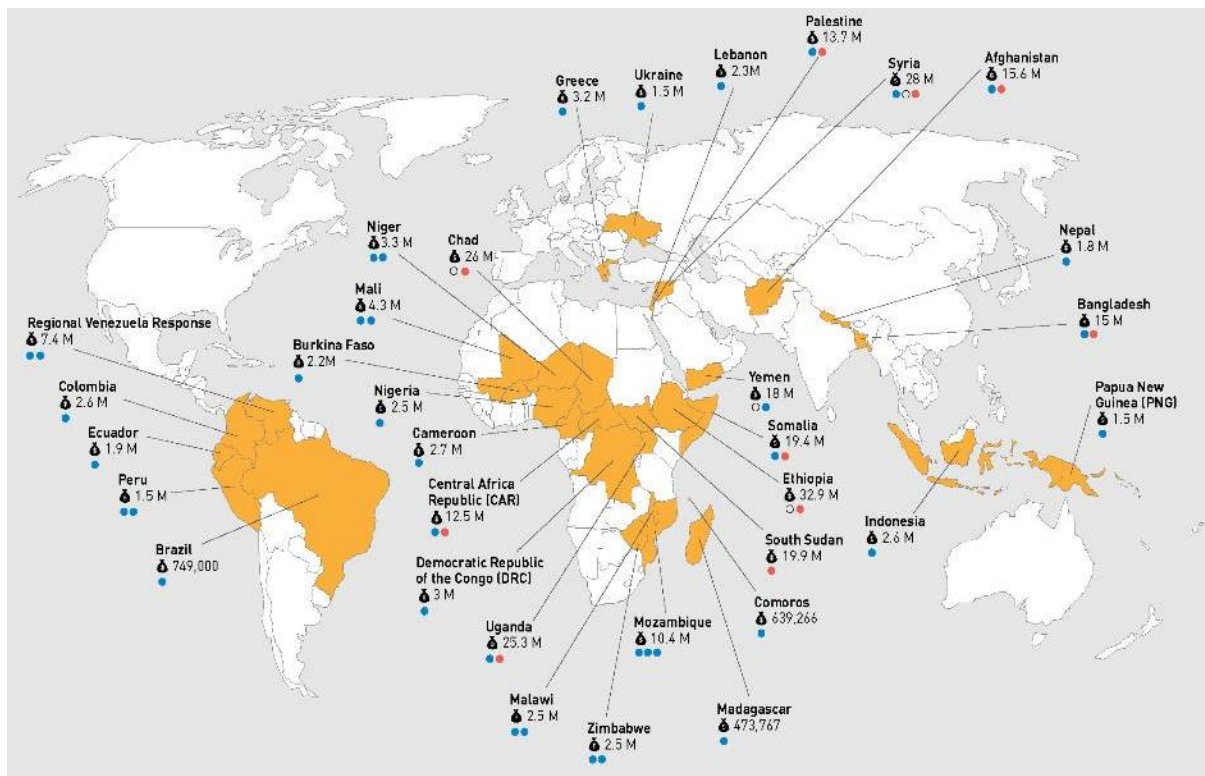 Palestine
13.7 M
Lebanon
2.3M
Syria
28 M
Afghanistan
15.6 M
Greece
3.2 M
Ukraine
1.5 M
Niger
3.3 M
Chad
26 M
Mali
4.3 M
Nepal
1.8 M
Bangladesh
15 M
Regional Venezuela Response
7.4 M
Burkina Faso
2.2M
Colombia
2.6 M
Nigeria
2.5 M
Yemen
18 M
Papua New
Guinea (PNG)
1.5 M
Ecuador
1.9 M
Cameroon
2.7 M
Somalia
19.4 M
Peru
1.5 M
Central Africa
Republic (CAR)
12.5 M
Ethiopia
32.9 M
Indonesia
2.6 M
Brazil
749,000
South Sudan
19.9 M
Democratic Republic
of the Congo (DRC)
3 M
Comoros
639,266
Uganda
25.3 M
Mozambique
10.4 M
Malawi
2.5 M
Zimbabwe
2.5 M
Madagascar
473,767